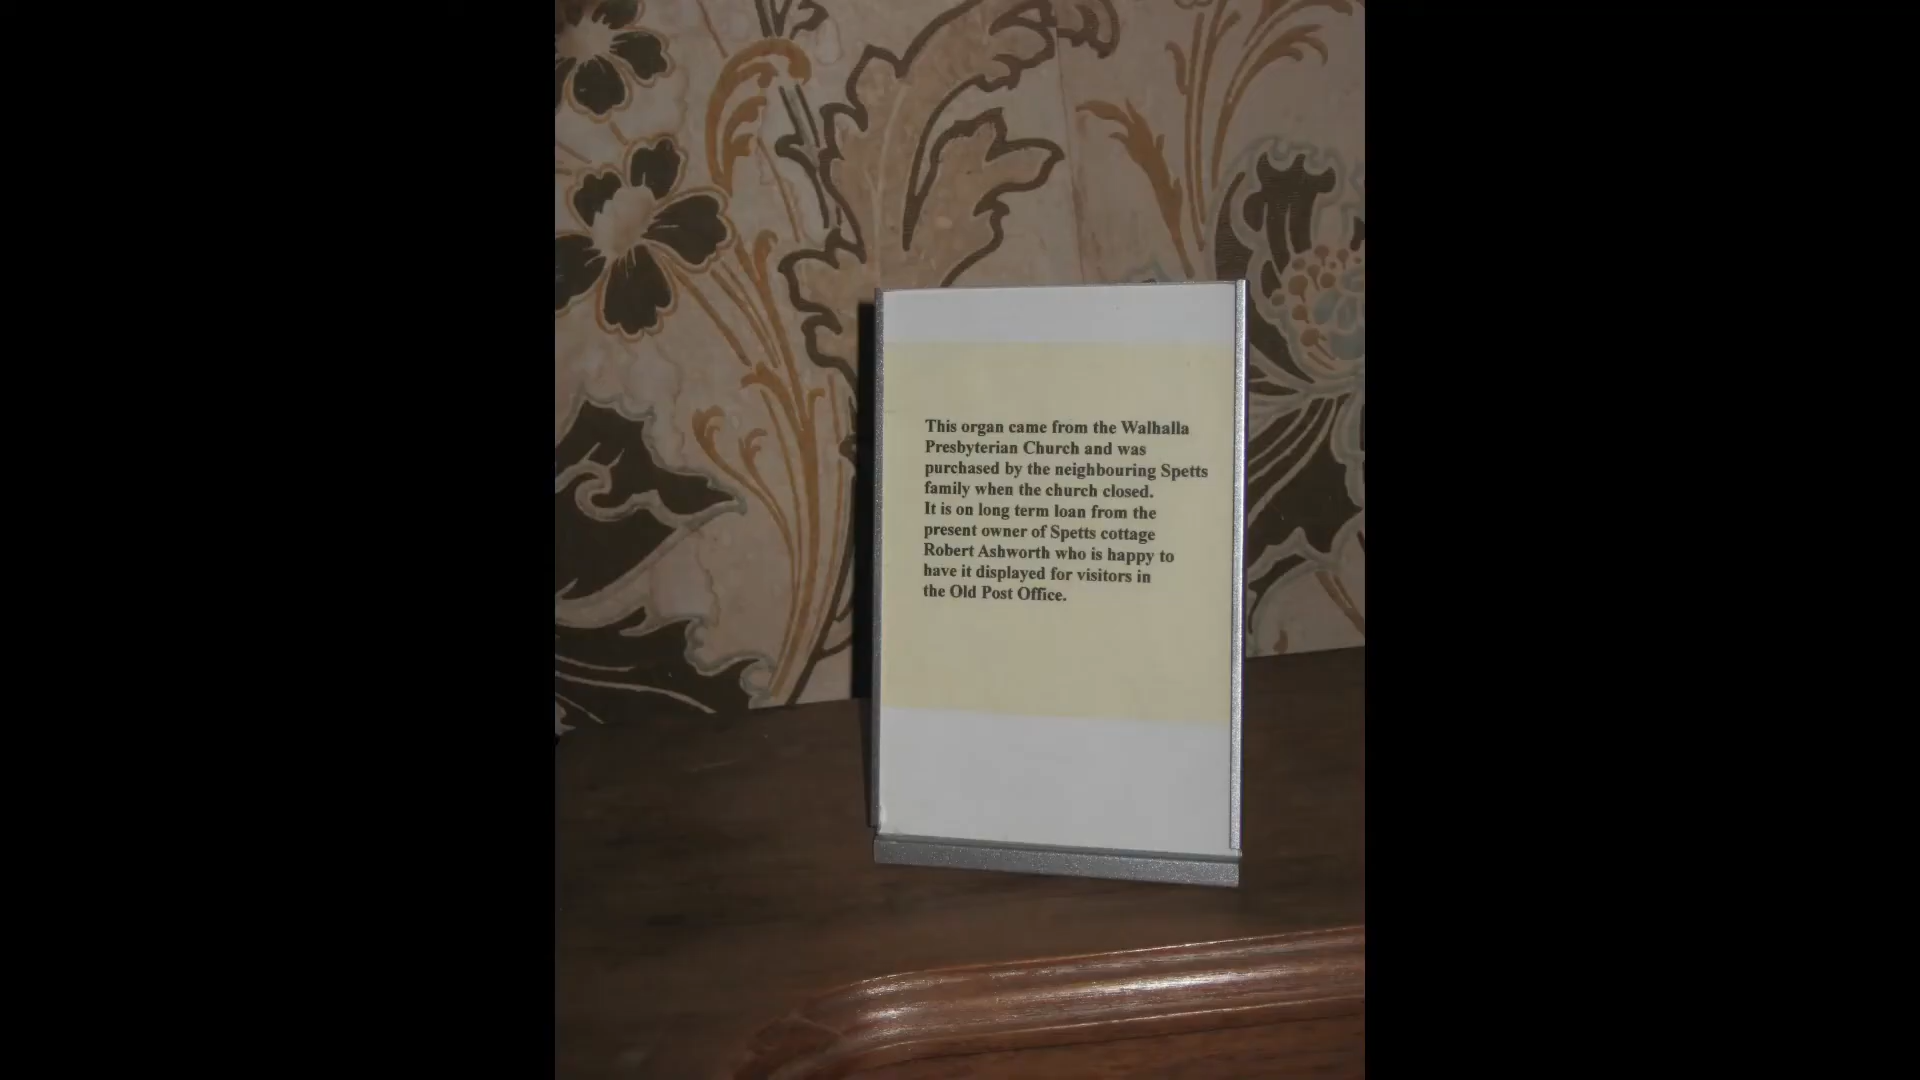 This organ came from the Walhalla
Presbyterian Church and was
purchased by the neighbouring Spetts
family when the church closed.
It is on long term loan from the
present owner of Spetts cottage
Robert Ashworth who is happy to
have it displayed for visitors in
the Old Post Office.